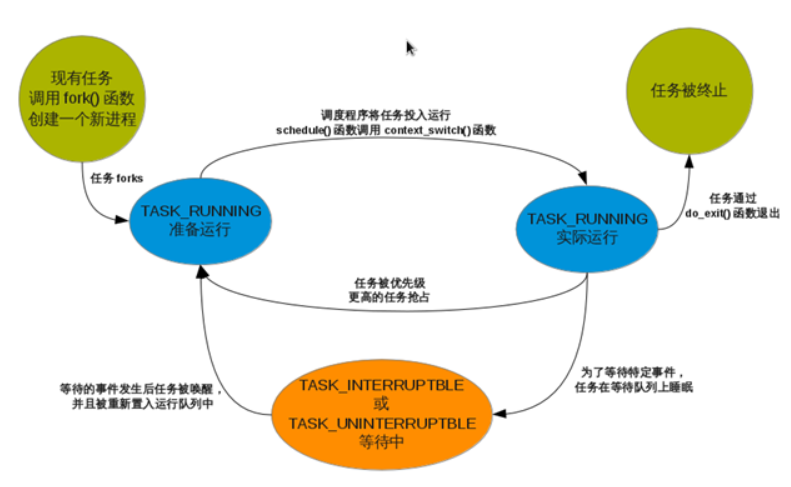 现有任务
调用 fork() 函数
创建一个新进程
任务被终止
调度程序将任务投入运行
schedule() 函数调用 context_switch() 函数
任务 forks
任务通过
do_exit() 函数退出
TASK_RUNNING
准备运行
TASK_RUNNING
实际运行
任务被优先级
更高的任务抢占
等待的事件发生后任务被唤醒，
并且被重新置入运行队列中
TASK_INTERRUPTBLE
或
TASK_UNINTERRUPTBLE
等待中
为了等待特定事件，
任务在等待队列上睡眠